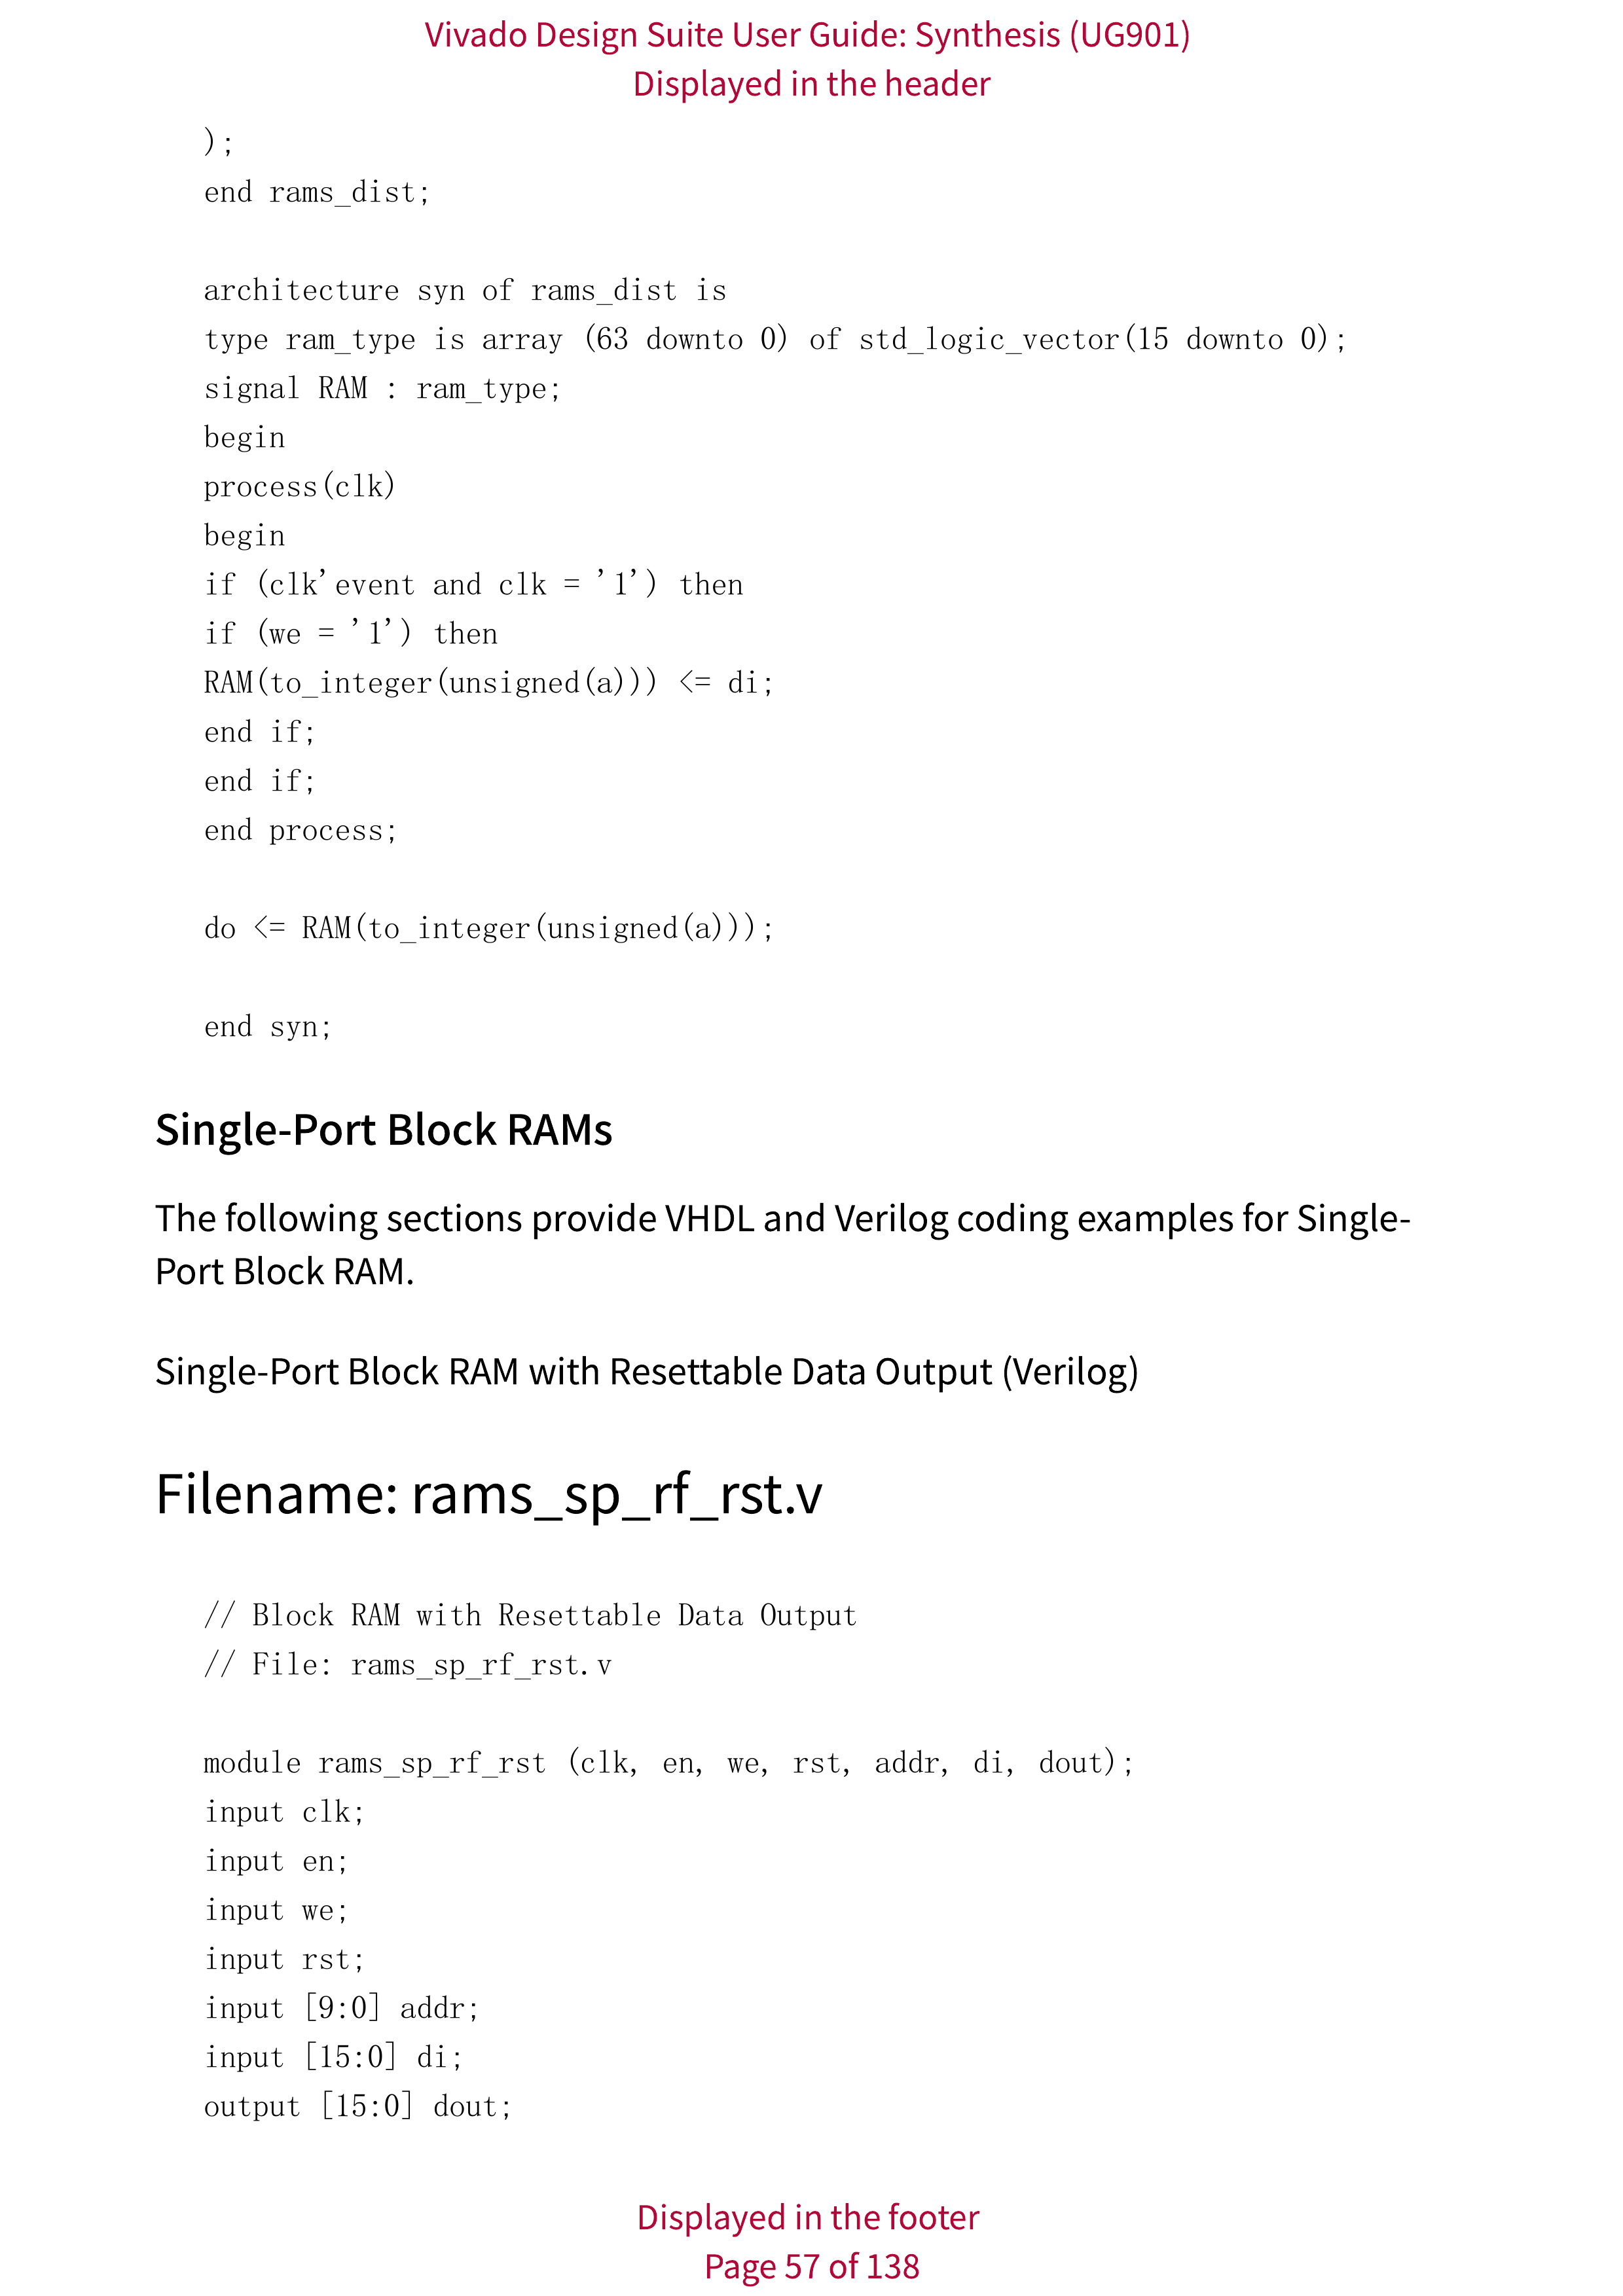 Vivado Design Suite User Guide: Synthesis (UG901)
Displayed in the header
);
end rams_dist;
architecture syn of rams_dist is
type ram_type is array (63 downto 0) of std_logic_vector(15 downto 0);
signal RAM : ram_type;
begin
process(clk)
begin
if (clk'event and clk = '1') then
if (we = '1') then
RAM(to_integer(unsigned(a))) <= di;
end if;
end if;
end process;
do <= RAM(to_integer(unsigned(a)));
end syn;
Single-Port Block RAMs
The following sections provide VHDL and Verilog coding examples for Single-
Port Block RAM.
Single-Port Block RAM with Resettable Data Output (Verilog)
Filename: rams_sp_rf_rst.v
// Block RAM with Resettable Data Output
// File: rams_sp_rf_rst.v
module rams_sp_rf_rst (clk, en, we, rst, addr, di, dout);
input clk;
input en;
input we;
input rst;
input [9:0] addr;
input [15:0] di;
output [15:0] dout;
Displayed in the footer
Page 57 of 138